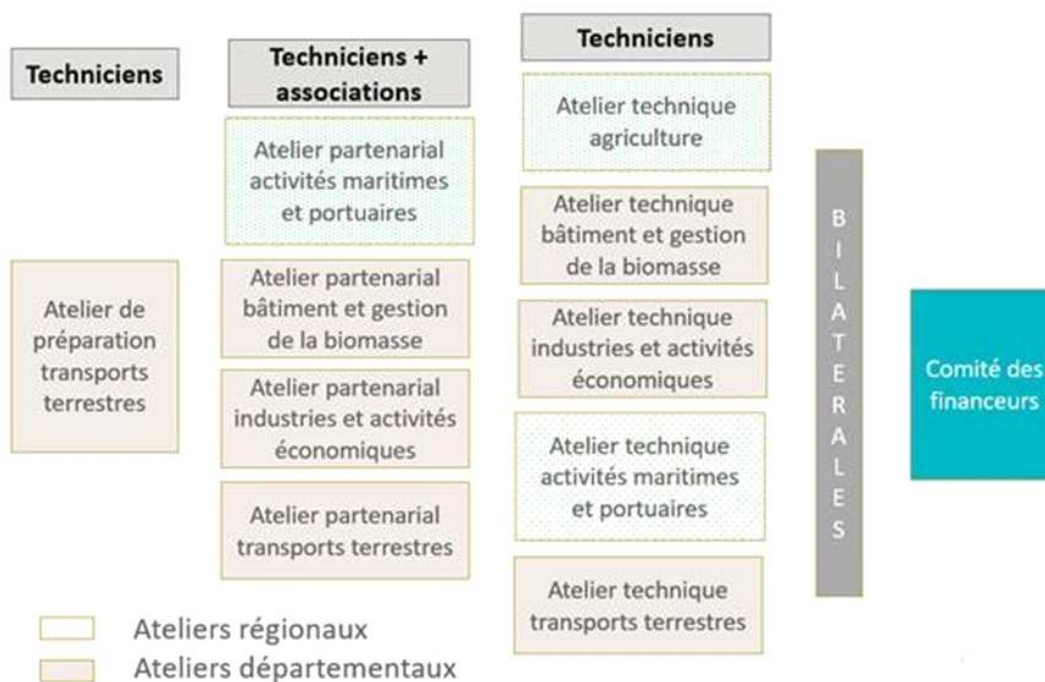 Techniciens
Atelier de
préparation
transports
terrestres
Techniciens +
associations
Atelier partenarial
activités maritimes
et portuaires
Atelier partenarial
bâtiment et gestion
de la biomasse
Atelier partenarial
industries et activités
économiques
Atelier partenarial
transports terrestres
Techniciens
Atelier technique
agriculture
Atelier technique
bâtiment et gestion
de la biomasse
Atelier technique
industries et activités
économiques
Atelier technique
activités maritimes
et portuaires
Atelier technique
transports terrestres
BILATERALES
Comité des
financeurs
Ateliers régionaux
Ateliers départementaux